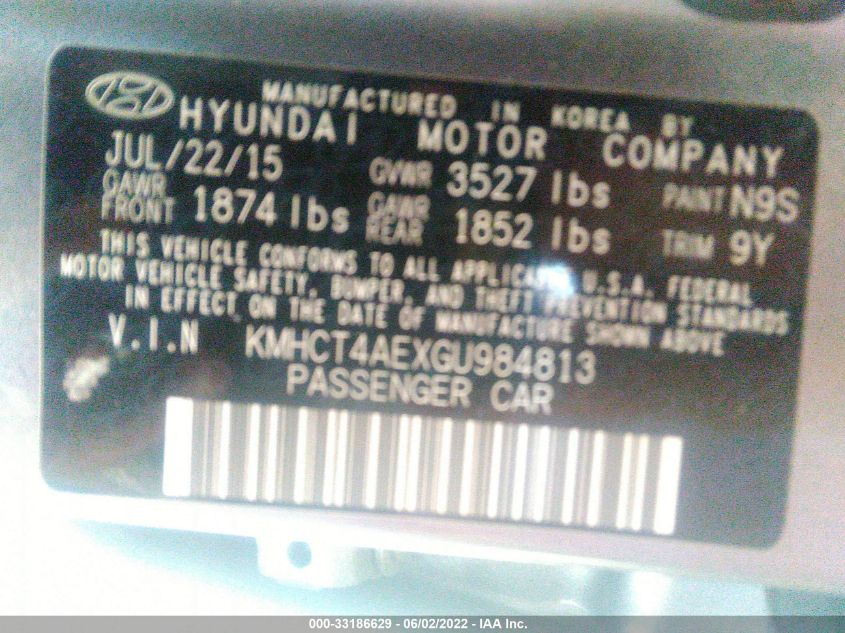 MANUFACTURED IN KOREA BY
HYUNDAI MOTOR COMPANY
JUL/22/15 GVWR 3527 lbs PAINT N9S
GAWR FRONT 1874 lbs GAWR REAR 1852 lbs TRIM 9Y
THIS VEHICLE CONFORMS TO ALL APPLICABLE U.S.A. FEDERAL
MOTOR VEHICLE SAFETY, BUMPER, AND THEFT PREVENTION STANDARDS
IN EFFECT ON THE DATE OF MANUFACTURE SHOWN ABOVE
V.I.N KMHCT4AEXGU984813
PASSENGER CAR
000-33186629 - 06/02/2022 - IAA Inc.